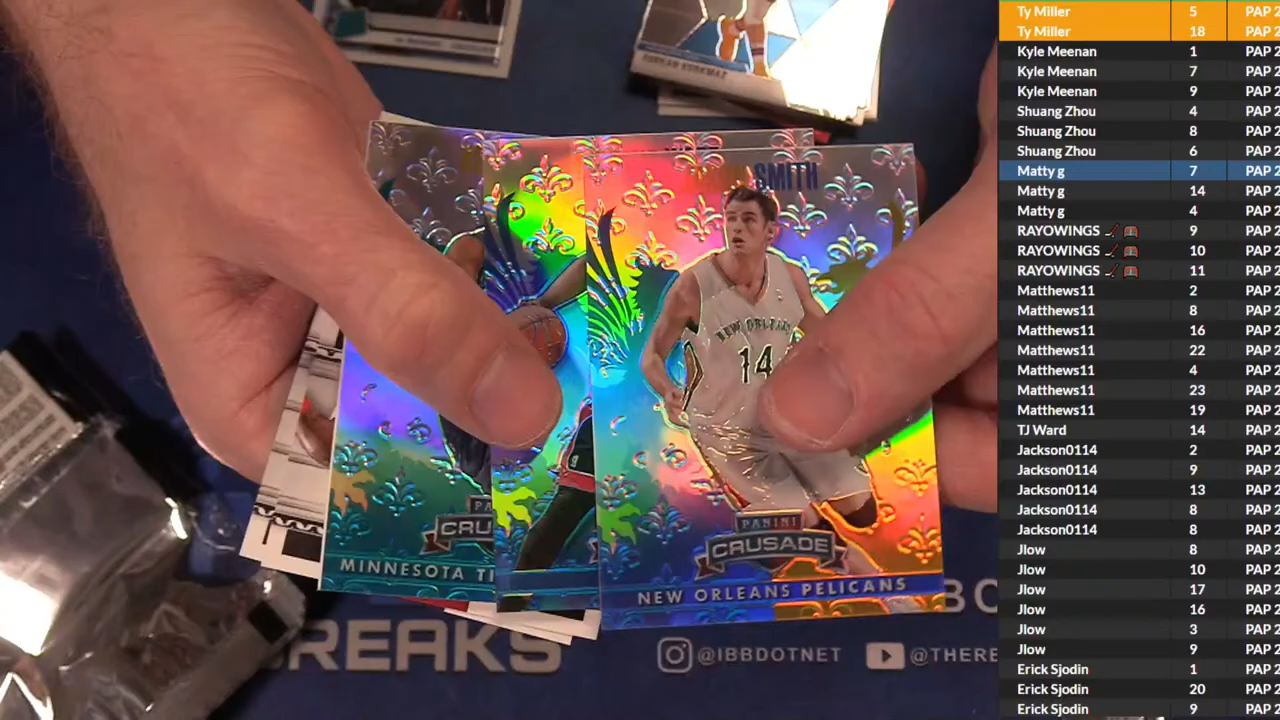 FURKAN KORKMAZ
SMITH
NEW ORLEANS
14
PANINI
CRUSADE
NEW ORLEANS PELICANS
PA
CRU
MINNESOTA TI
REAKS
@IBBDOTNET
@THERE
BO
Ty Miller 5 PAP 2
Ty Miller 18 PAP 2
Kyle Meenan 1 PAP 2
Kyle Meenan 7 PAP 2
Kyle Meenan 9 PAP 2
Shuang Zhou 4 PAP 2
Shuang Zhou 8 PAP 2
Shuang Zhou 6 PAP 2
Matty g 7 PAP 2
Matty g 14 PAP 2
Matty g 4 PAP 2
RAYOWINGS 9 PAP 2
RAYOWINGS 10 PAP 2
RAYOWINGS 11 PAP 2
Matthews11 2 PAP 2
Matthews11 8 PAP 2
Matthews11 16 PAP 2
Matthews11 22 PAP 2
Matthews11 4 PAP 2
Matthews11 23 PAP 2
Matthews11 19 PAP 2
TJ Ward 14 PAP 2
Jackson0114 2 PAP 2
Jackson0114 9 PAP 2
Jackson0114 13 PAP 2
Jackson0114 8 PAP 2
Jackson0114 8 PAP 2
Jlow 8 PAP 2
Jlow 10 PAP 2
Jlow 17 PAP 2
Jlow 16 PAP 2
Jlow 3 PAP 2
Jlow 9 PAP 2
Erick Sjodin 1 PAP 2
Erick Sjodin 20 PAP 2
Erick Sjodin 9 PAP 2